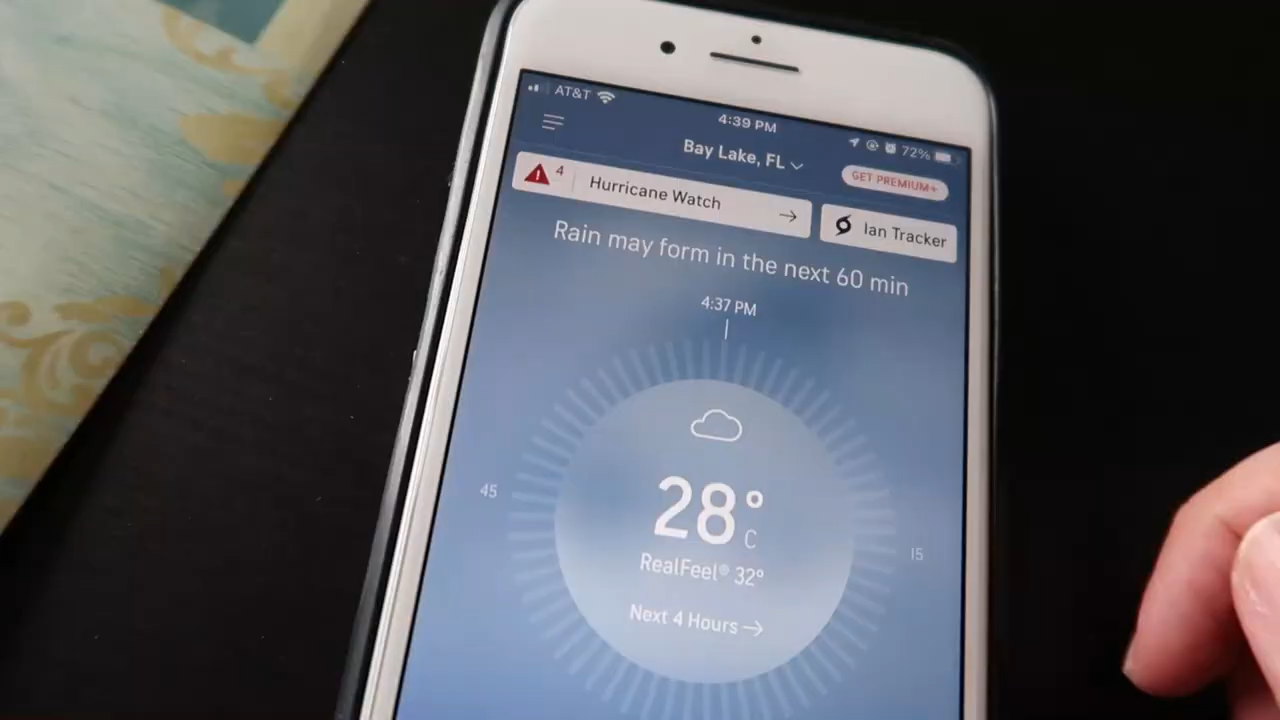 AT&T
4:39 PM
72%
Bay Lake, FL
GET PREMIUM+
4
Hurricane Watch →
Ian Tracker
Rain may form in the next 60 min
4:37 PM
45
15
28°
C
RealFeel® 32°
Next 4 Hours →